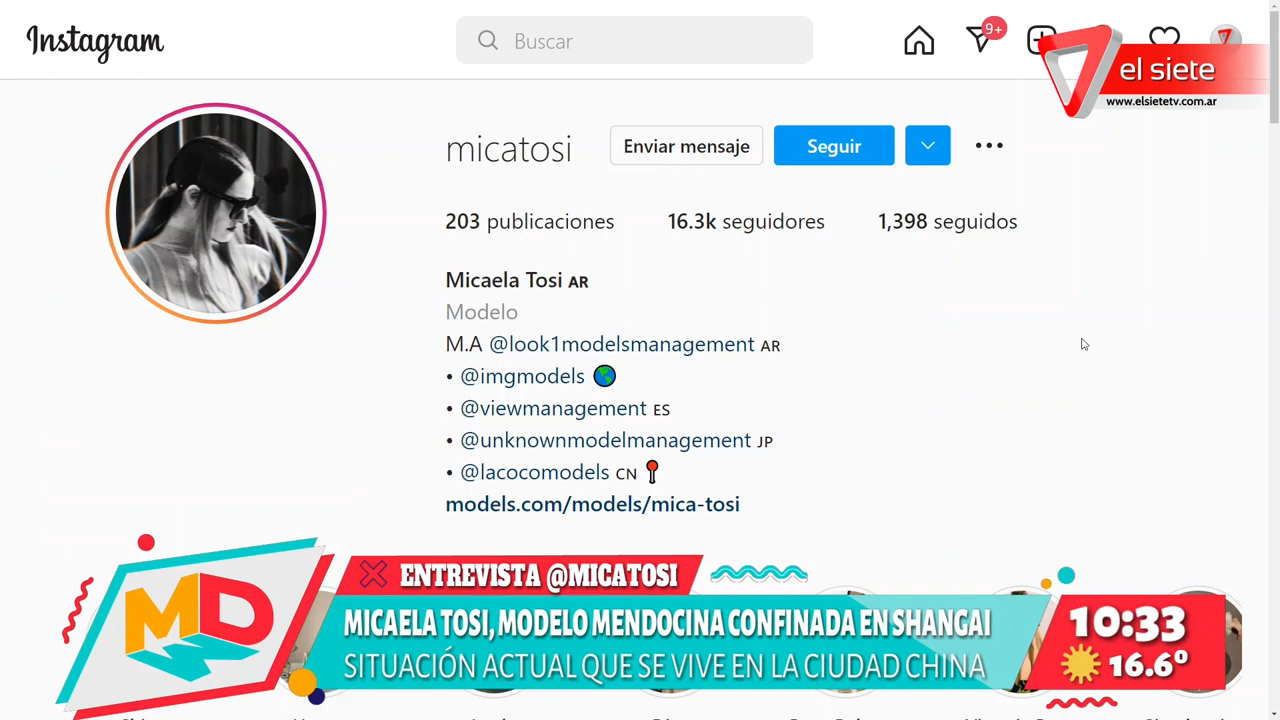 Instagram
Buscar
9+
el siete
www.elsietetv.com.ar
micatosi
Enviar mensaje
Seguir
203 publicaciones
16.3k seguidores
1,398 seguidos
Micaela Tosi AR
Modelo
M.A @look1modelsmanagement AR
• @imgmodels
• @viewmanagement ES
• @unknownmodelmanagement JP
• @lacocomodels CN
models.com/models/mica-tosi
MD
ENTREVISTA @MICATOSI
MICAELA TOSI, MODELO MENDOCINA CONFINADA EN SHANGAI
SITUACIÓN ACTUAL QUE SE VIVE EN LA CIUDAD CHINA
10:33
16.6º